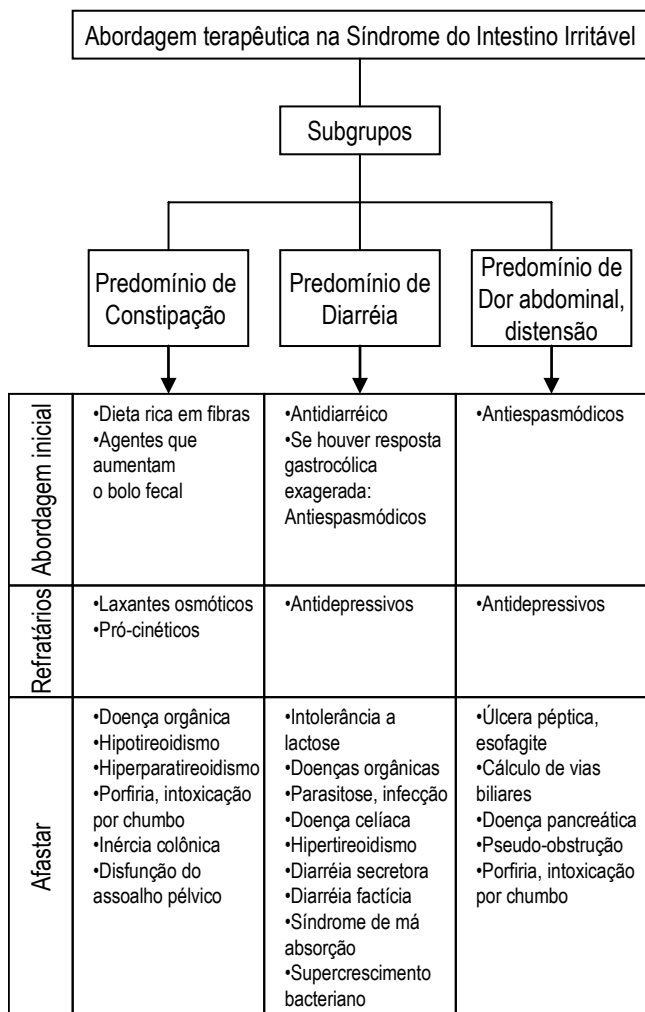 Abordagem terapêutica na Síndrome do Intestino Irritável
Subgrupos
Predomínio de
Constipação
Predomínio de
Diarréia
Predomínio de
Dor abdominal,
distensão
Abordagem inicial
•Dieta rica em fibras
•Agentes que
aumentam
o bolo fecal
•Antidiarréico
•Se houver resposta
gastrocólica
exagerada:
Antiespasmódicos
•Antiespasmódicos
Refratários
•Laxantes osmóticos
•Pró-cinéticos
•Antidepressivos
•Antidepressivos
Afastar
•Doença orgânica
•Hipotireoidismo
•Hiperparatireoidismo
•Porfiria, intoxicação
por chumbo
•Inércia colônica
•Disfunção do
assoalho pélvico
•Intolerância a
lactose
•Doenças orgânicas
•Parasitose, infecção
•Doença celíaca
•Hipertireoidismo
•Diarréia secretora
•Diarréia factícia
•Síndrome de má
absorção
•Supercrescimento
bacteriano
•Úlcera péptica,
esofagite
•Cálculo de vias
biliares
•Doença pancreática
•Pseudo-obstrução
•Porfiria, intoxicação
por chumbo